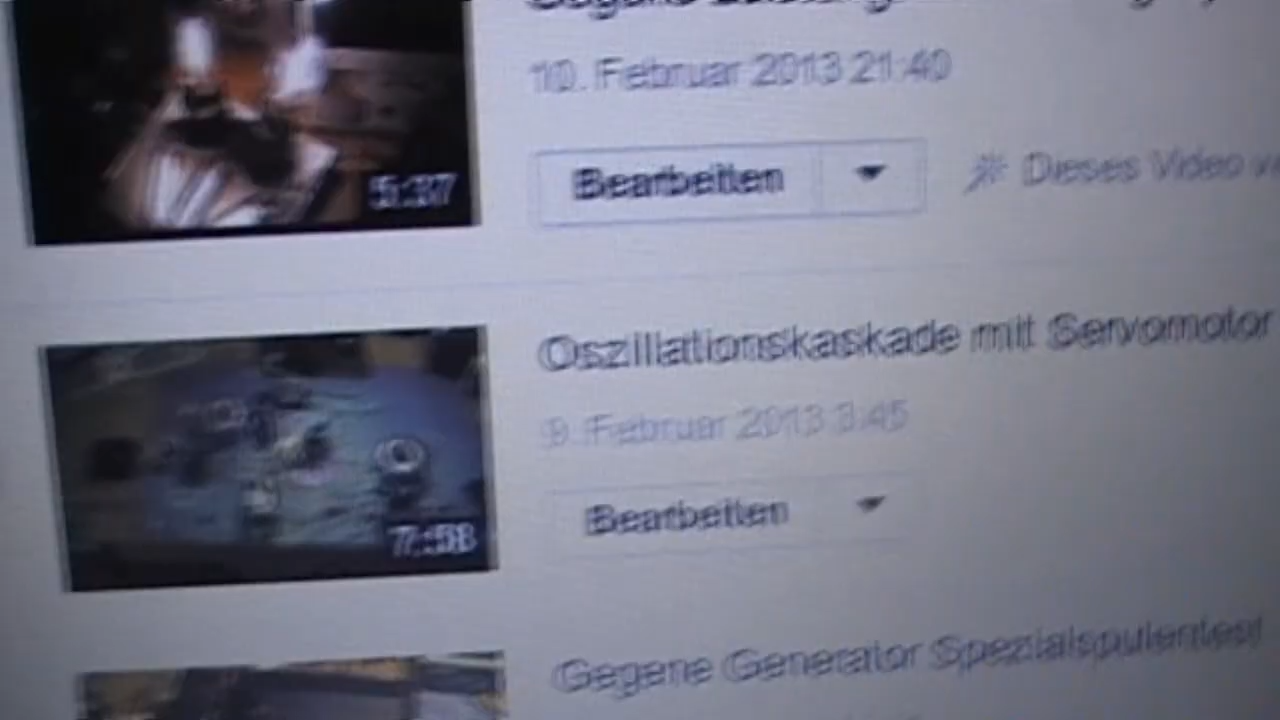 Gegene
10. Februar 2013 21:40
5:37
Bearbeiten
Dieses Video
Oszillationskaskade mit Servomotor
9. Februar 2013 3:45
7:58
Bearbeiten
Gegene Generator Spezialspulentest